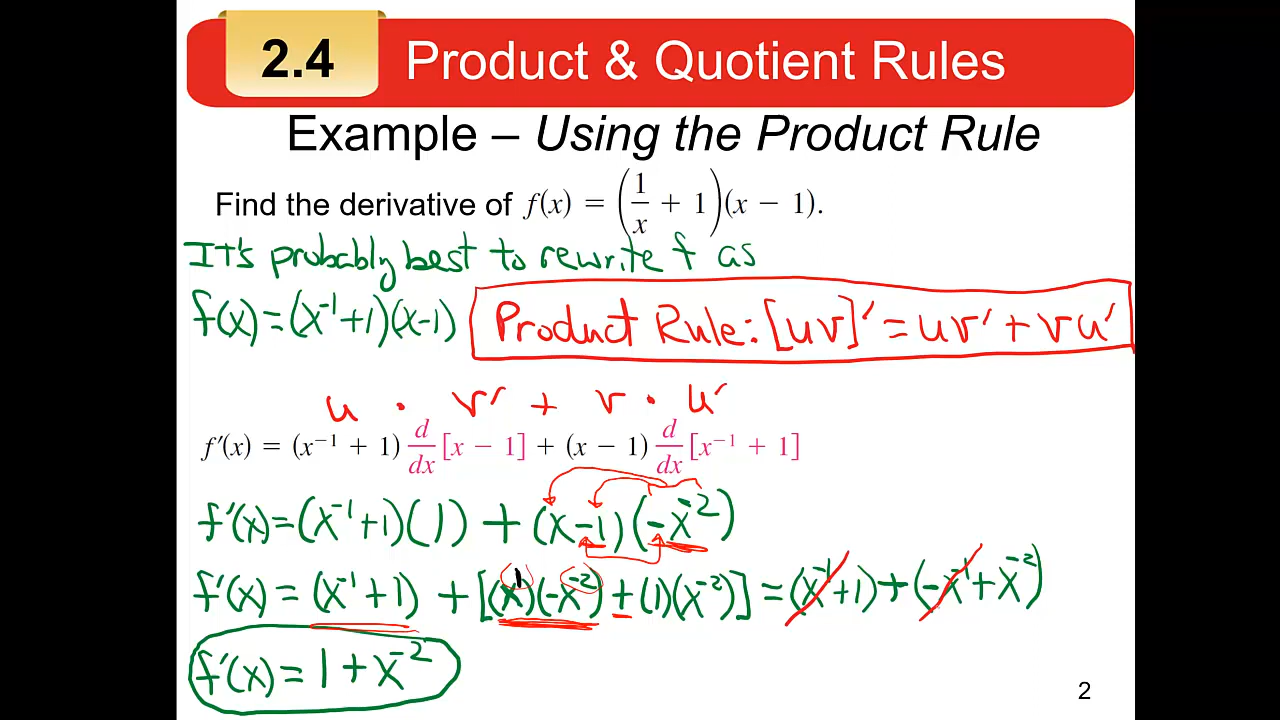 2.4 Product & Quotient Rules
Example – Using the Product Rule
Find the derivative of f(x) = (1/x + 1)(x − 1).
It's probably best to rewrite f as
f(x)=(x⁻¹+1)(x-1) Product Rule: [uv]' = uv' + vu'
u · v' + v · u'
f′(x) = (x⁻¹ + 1) d/dx [x − 1] + (x − 1) d/dx [x⁻¹ + 1]
f'(x)=(x⁻¹+1)(1) + (x-1)(-x⁻²)
f'(x) = (x⁻¹+1) + [(x¹)(-x⁻²) + (1)(x⁻²)] = (x⁻¹+1) + (-x⁻¹+x⁻²)
f'(x) = 1 + x⁻²
2